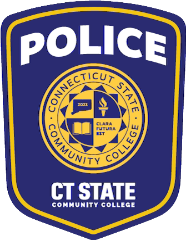 POLICE
CONNECTICUT STATE
2023
CLARA
FUTURA
EST
COMMUNITY COLLEGE
CT STATE
COMMUNITY COLLEGE